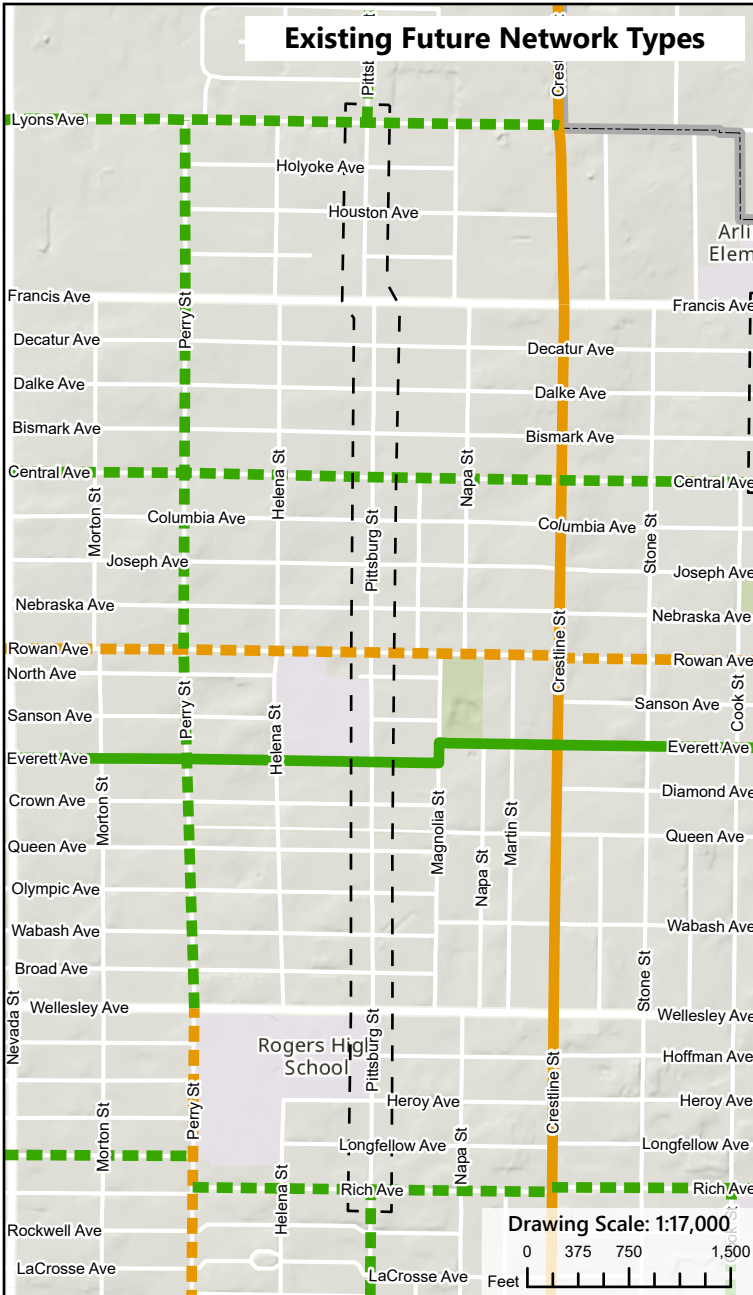 Existing Future Network Types
Pittsb
Crest
Lyons Ave
Holyoke Ave
Houston Ave
Arli
Elem
Francis Ave
Francis Ave
Perry St
Decatur Ave
Decatur Ave
Dalke Ave
Dalke Ave
Bismark Ave
Bismark Ave
Central Ave
Helena St
Napa St
Central Ave
Morton St
Columbia Ave
Pittsburg St
Columbia Ave
Stone St
Joseph Ave
Joseph Ave
Nebraska Ave
Nebraska Ave
Crestline St
Rowan Ave
Rowan Ave
North Ave
Perry St
Helena St
Sanson Ave
Sanson Ave
Cook St
Everett Ave
Everett Ave
Crown Ave
Morton St
Magnolia St
Martin St
Diamond Ave
Queen Ave
Queen Ave
Napa St
Olympic Ave
Wabash Ave
Wabash Ave
Broad Ave
Stone St
Nevada St
Wellesley Ave
Pittsburg St
Wellesley Ave
Rogers High
School
Hoffman Ave
Perry St
Crestline St
Heroy Ave
Heroy Ave
Morton St
Longfellow Ave
Napa St
Longfellow Ave
Helena St
Rich Ave
Rich Ave
Cook St
Rockwell Ave
LaCrosse Ave
LaCrosse Ave
Drawing Scale: 1:17,000
0 375 750 1,500
Feet